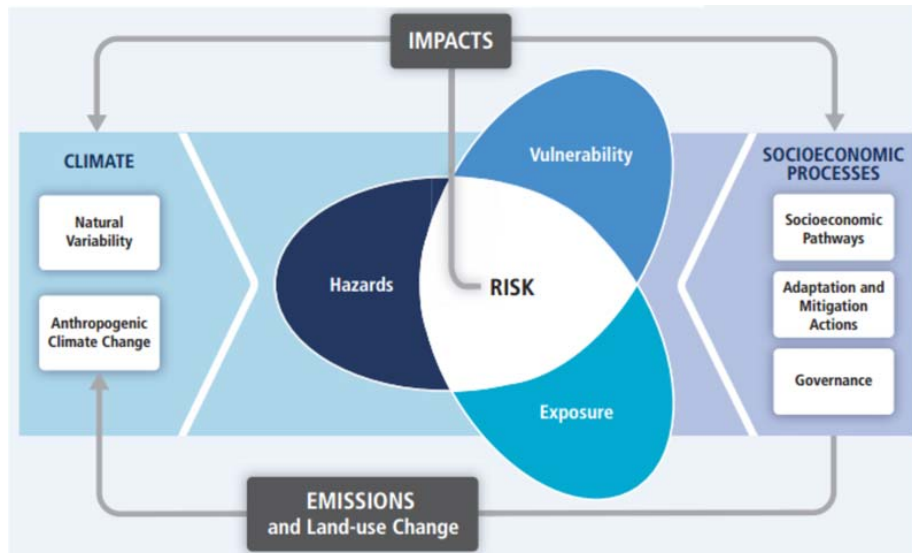 IMPACTS
CLIMATE
Natural
Variability
Anthropogenic
Climate Change
Vulnerability
Hazards
RISK
Exposure
SOCIOECONOMIC
PROCESSES
Socioeconomic
Pathways
Adaptation and
Mitigation
Actions
Governance
EMISSIONS
and Land-use Change